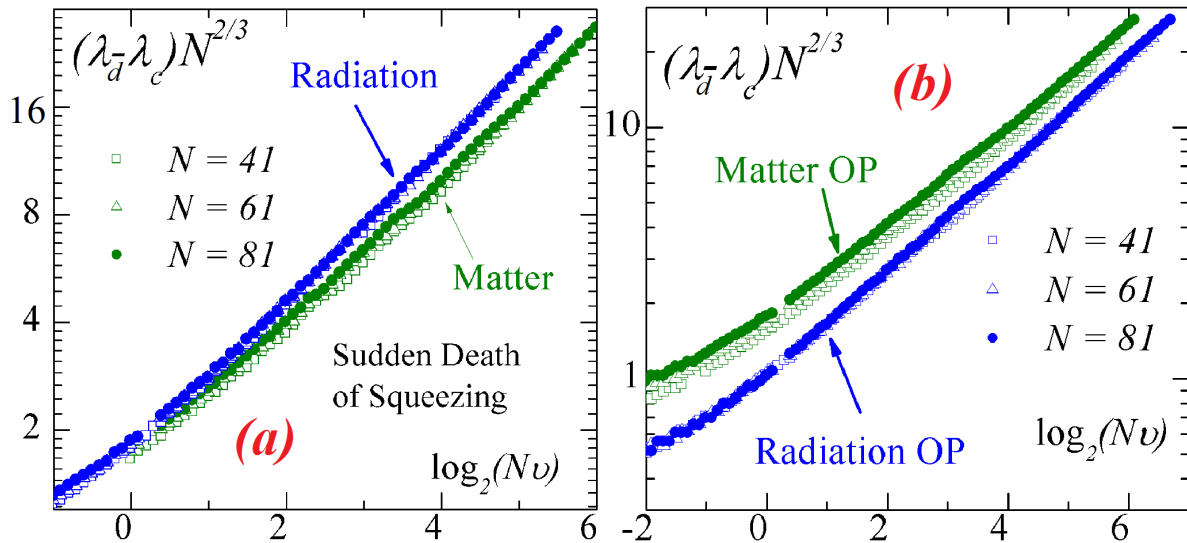 (λd̅-λc)N^2/3
Radiation
16
N = 41
N = 61
8
N = 81
Matter
4
Sudden Death
of Squeezing
2
(a)
log₂(Nυ)
0
2
4
6
(λd̅-λc)N^2/3
(b)
10
Matter OP
N = 41
N = 61
N = 81
1
Radiation OP
log₂(Nυ)
-2
0
2
4
6